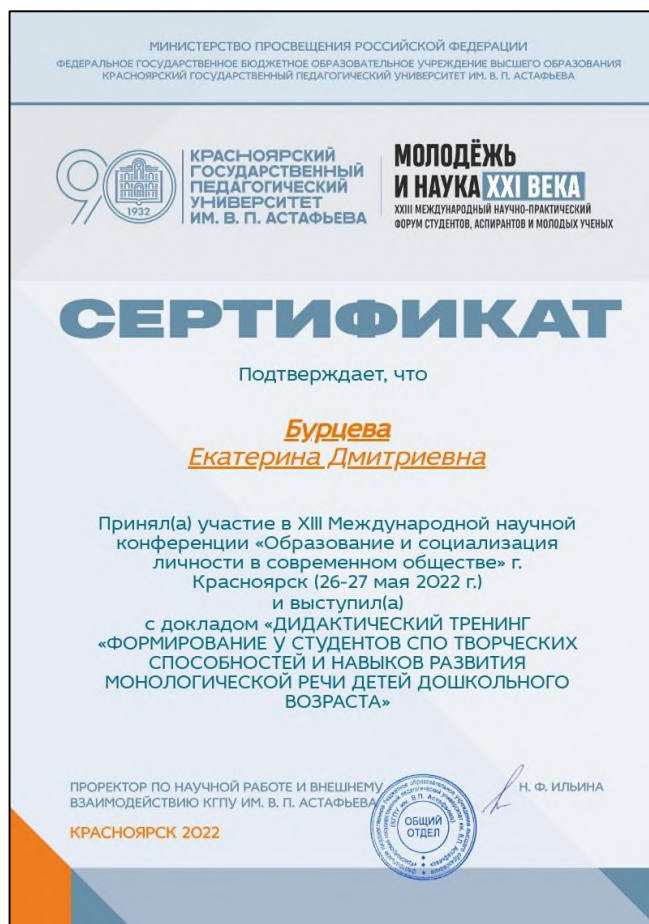 МИНИСТЕРСТВО ПРОСВЕЩЕНИЯ РОССИЙСКОЙ ФЕДЕРАЦИИ
ФЕДЕРАЛЬНОЕ ГОСУДАРСТВЕННОЕ БЮДЖЕТНОЕ ОБРАЗОВАТЕЛЬНОЕ УЧРЕЖДЕНИЕ ВЫСШЕГО ОБРАЗОВАНИЯ
КРАСНОЯРСКИЙ ГОСУДАРСТВЕННЫЙ ПЕДАГОГИЧЕСКИЙ УНИВЕРСИТЕТ ИМ. В. П. АСТАФЬЕВА
90
1932
КРАСНОЯРСКИЙ
ГОСУДАРСТВЕННЫЙ
ПЕДАГОГИЧЕСКИЙ
УНИВЕРСИТЕТ
ИМ. В. П. АСТАФЬЕВА
МОЛОДЁЖЬ
И НАУКА XXI ВЕКА
XXIII МЕЖДУНАРОДНЫЙ НАУЧНО-ПРАКТИЧЕСКИЙ
ФОРУМ СТУДЕНТОВ, АСПИРАНТОВ И МОЛОДЫХ УЧЕНЫХ
СЕРТИФИКАТ
Подтверждает, что
Бурцева
Екатерина Дмитриевна
Принял(а) участие в XIII Международной научной
конференции «Образование и социализация
личности в современном обществе» г.
Красноярск (26-27 мая 2022 г.)
и выступил(а)
с докладом «ДИДАКТИЧЕСКИЙ ТРЕНИНГ
«ФОРМИРОВАНИЕ У СТУДЕНТОВ СПО ТВОРЧЕСКИХ
СПОСОБНОСТЕЙ И НАВЫКОВ РАЗВИТИЯ
МОНОЛОГИЧЕСКОЙ РЕЧИ ДЕТЕЙ ДОШКОЛЬНОГО
ВОЗРАСТА»
ПРОРЕКТОР ПО НАУЧНОЙ РАБОТЕ И ВНЕШНЕМУ
ВЗАИМОДЕЙСТВИЮ КГПУ ИМ. В. П. АСТАФЬЕВА
Н. Ф. ИЛЬИНА
ОБЩИЙ
ОТДЕЛ
КРАСНОЯРСК 2022